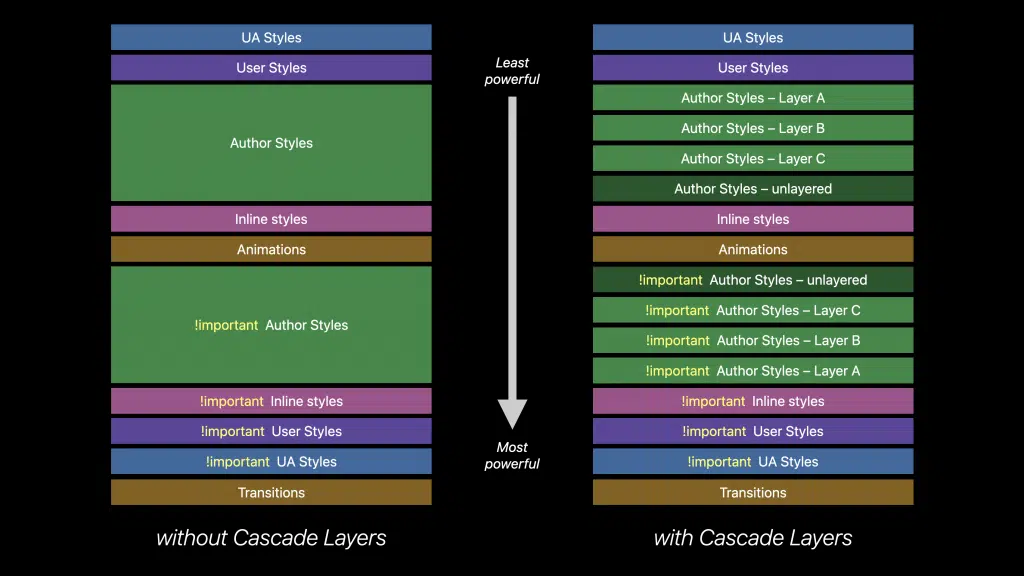 UA Styles
User Styles
Author Styles
Inline styles
Animations
!important Author Styles
!important Inline styles
!important User Styles
!important UA Styles
Transitions
without Cascade Layers
Least
powerful
Most
powerful
UA Styles
User Styles
Author Styles – Layer A
Author Styles – Layer B
Author Styles – Layer C
Author Styles – unlayered
Inline styles
Animations
!important Author Styles – unlayered
!important Author Styles – Layer C
!important Author Styles – Layer B
!important Author Styles – Layer A
!important Inline styles
!important User Styles
!important UA Styles
Transitions
with Cascade Layers